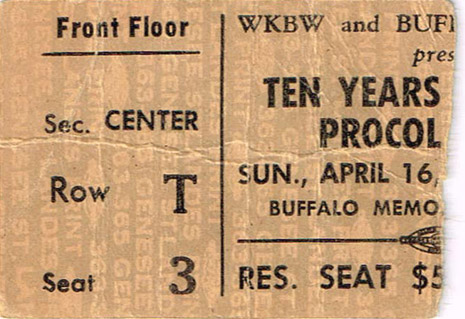 Front Floor
Sec. CENTER
Row T
Seat 3
WKBW and BUF
pres
TEN YEARS
PROCOL
SUN., APRIL 16,
BUFFALO MEMO
RES. SEAT $5